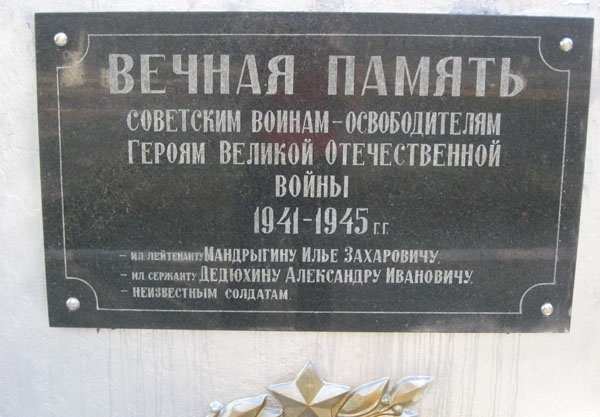 ВЕЧНАЯ ПАМЯТЬ
СОВЕТСКИМ ВОИНАМ-ОСВОБОДИТЕЛЯМ
ГЕРОЯМ ВЕЛИКОЙ ОТЕЧЕСТВЕННОЙ
ВОЙНЫ
1941-1945 г.г.
- МЛ ЛЕЙТЕНАНТУ МАНДРЫГИНУ ИЛЬЕ ЗАХАРОВИЧУ,
- МЛ СЕРЖАНТУ ДЕДЮХИНУ АЛЕКСАНДРУ ИВАНОВИЧУ,
- НЕИЗВЕСТНЫМ СОЛДАТАМ.